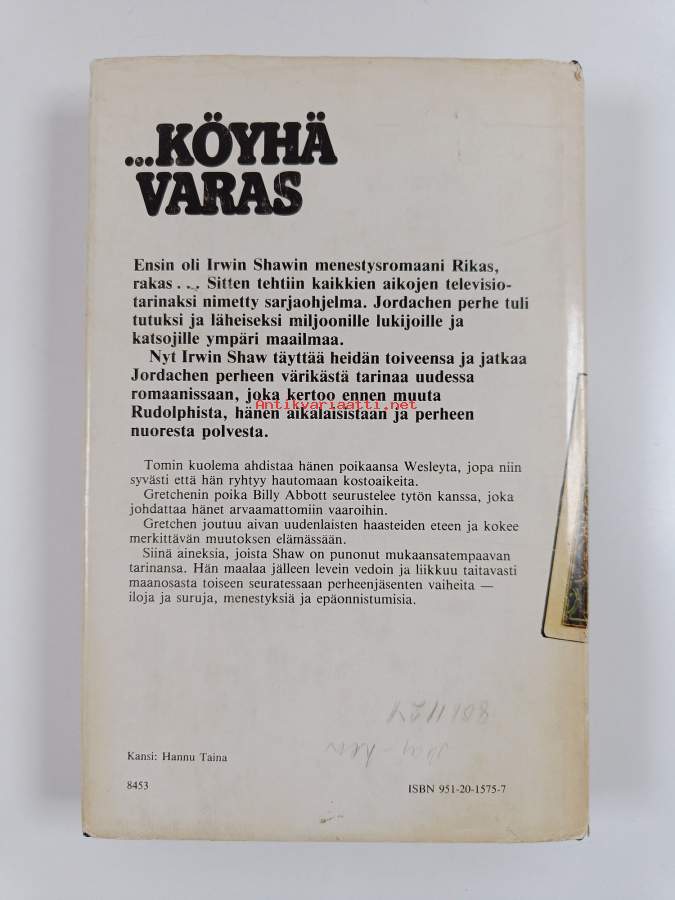 ...KÖYHÄ
VARAS
Ensin oli Irwin Shawin menestysromaani Rikas,
rakas... Sitten tehtiin kaikkien aikojen televisio-
tarinaksi nimetty sarjaohjelma. Jordachen perhe tuli
tutuksi ja läheiseksi miljoonille lukijoille ja
katsojille ympäri maailmaa.
Nyt Irwin Shaw täyttää heidän toiveensa ja jatkaa
Jordachen perheen värikästä tarinaa uudessa
romaanissaan, joka kertoo ennen muuta
Antikvariaatti.net
Rudolphista, hänen aikalaisistaan ja perheen
nuoresta polvesta.
Tomin kuolema ahdistaa hänen poikaansa Wesleyta, jopa niin
syvästi että hän ryhtyy hautomaan kostoaikeita.
Gretchenin poika Billy Abbott seurustelee tytön kanssa, joka
johdattaa hänet arvaamattomiin vaaroihin.
Gretchen joutuu aivan uudenlaisten haasteiden eteen ja kokee
merkittävän muutoksen elämässään.
Siinä aineksia, joista Shaw on punonut mukaansatempaavan
tarinansa. Hän maalaa jälleen levein vedoin ja liikkuu taitavasti
maanosasta toiseen seuratessaan perheenjäsenten vaiheita —
iloja ja suruja, menestyksiä ja epäonnistumisia.
Kansi: Hannu Taina
8453
ISBN 951-20-1575-7